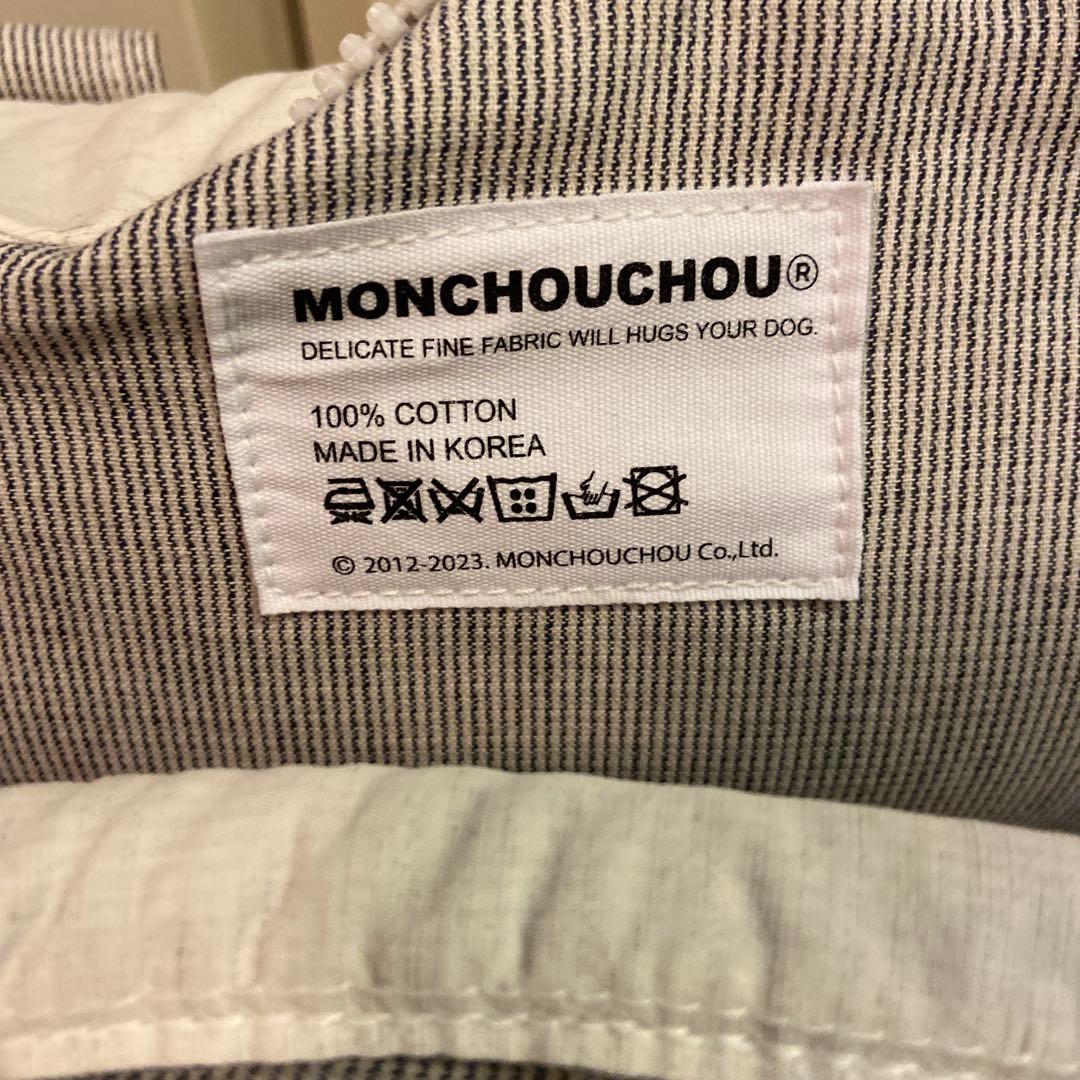 MONCHOUCHOU®
DELICATE FINE FABRIC WILL HUGS YOUR DOG.
100% COTTON
MADE IN KOREA
© 2012-2023. MONCHOUCHOU Co.,Ltd.